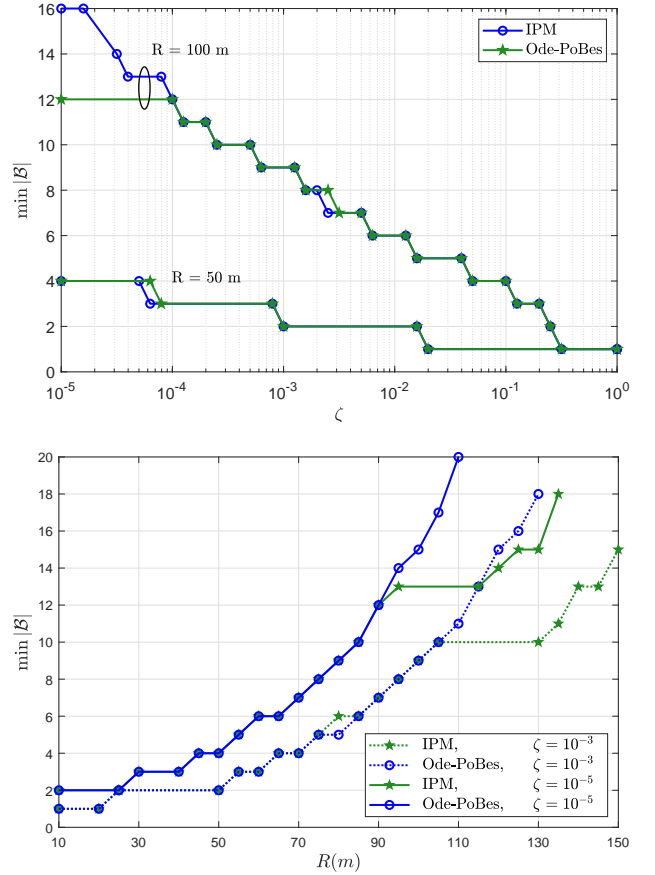 16
14
12
10
8
6
4
2
0
min |ℬ|
R = 100 m
R = 50 m
IPM
Ode-PoBes
10⁻⁵ 10⁻⁴ 10⁻³ 10⁻² 10⁻¹ 10⁰
ζ
20
18
16
14
12
10
8
6
4
2
0
min |ℬ|
IPM, ζ = 10⁻³
Ode-PoBes, ζ = 10⁻³
IPM, ζ = 10⁻⁵
Ode-PoBes, ζ = 10⁻⁵
10 30 50 70 90 110 130 150
R(m)